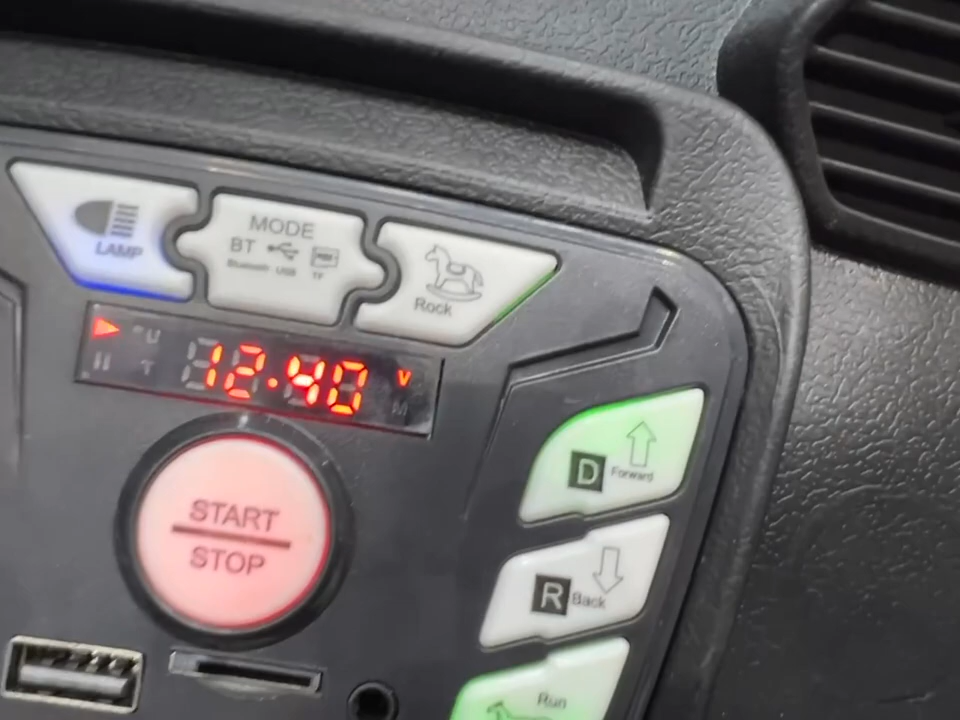 LAMP
MODE
BT
Bluetooth USB TF
Rock
12.40 V
START
STOP
D Forward
R Back
Run